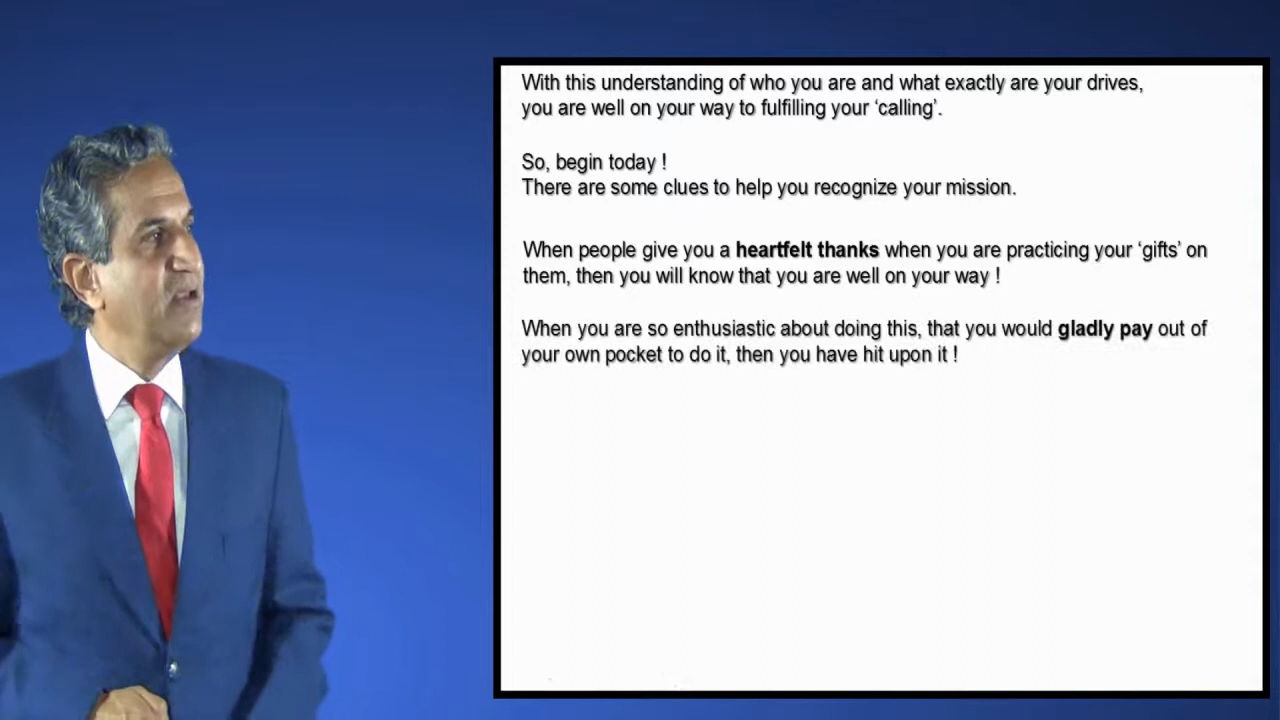 With this understanding of who you are and what exactly are your drives,
you are well on your way to fulfilling your ‘calling’.
So, begin today !
There are some clues to help you recognize your mission.
When people give you a heartfelt thanks when you are practicing your ‘gifts’ on
them, then you will know that you are well on your way !
When you are so enthusiastic about doing this, that you would gladly pay out of
your own pocket to do it, then you have hit upon it !